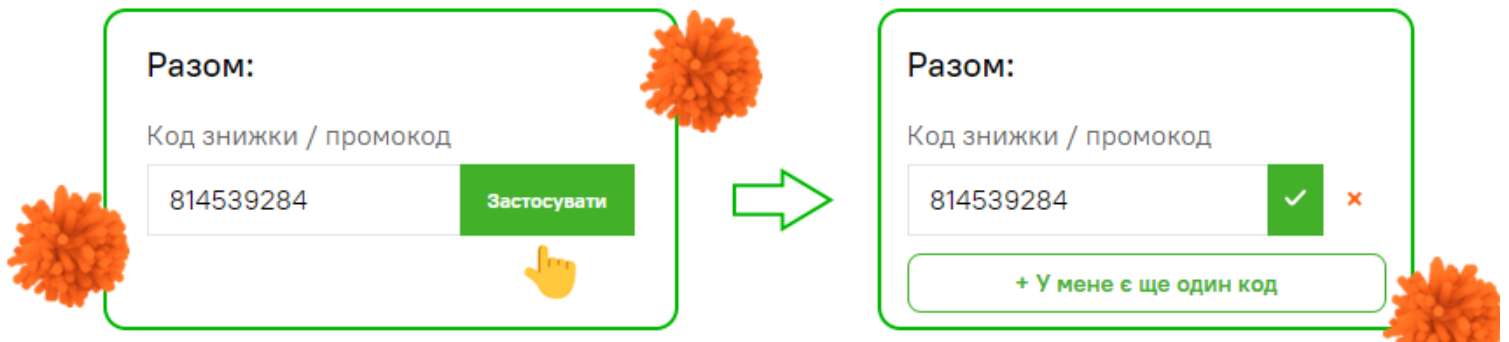 Разом:
Код знижки / промокод
814539284
Застосувати
Разом:
Код знижки / промокод
814539284
+ У мене є ще один код